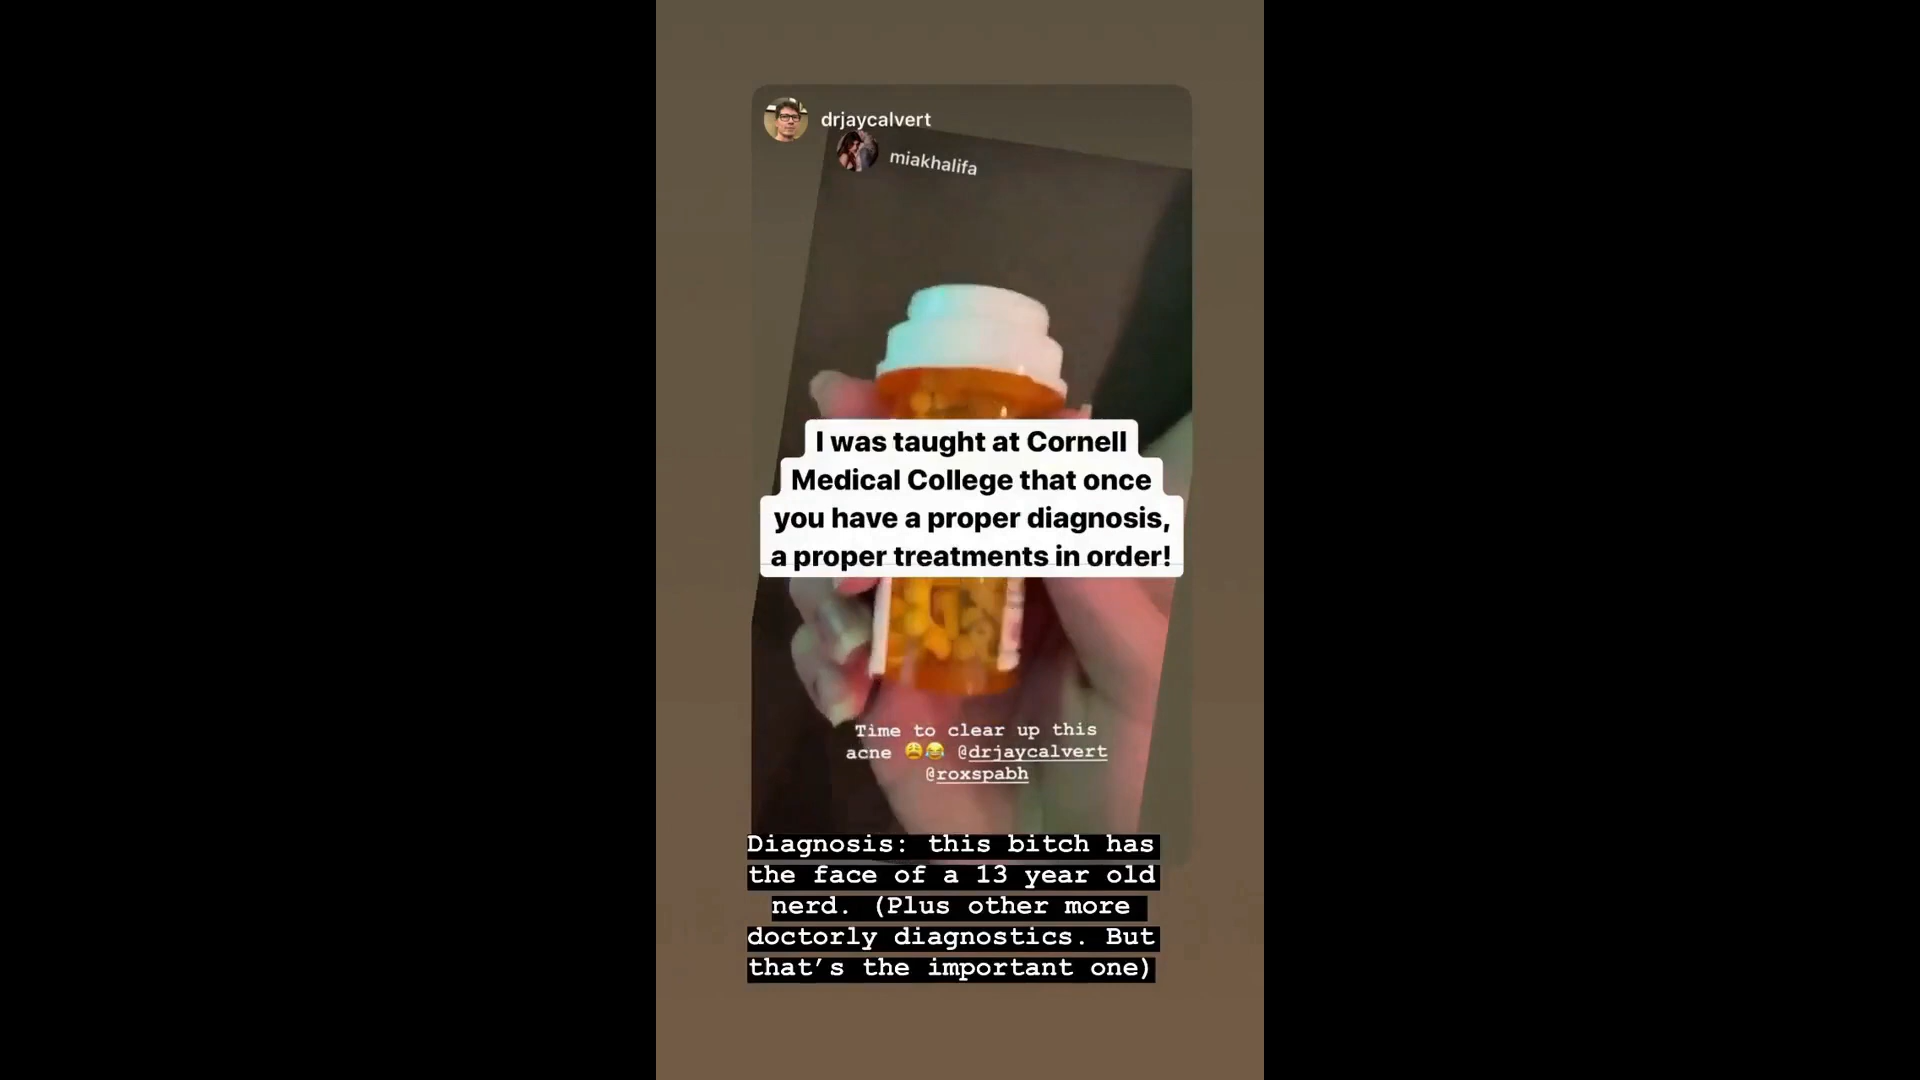 drjaycalvert
miakhalifa
I was taught at Cornell
Medical College that once
you have a proper diagnosis,
a proper treatments in order!
Time to clear up this
acne 😩😂 @drjaycalvert
@roxspabh
Diagnosis: this bitch has
the face of a 13 year old
nerd. (Plus other more
doctorly diagnostics. But
that’s the important one)